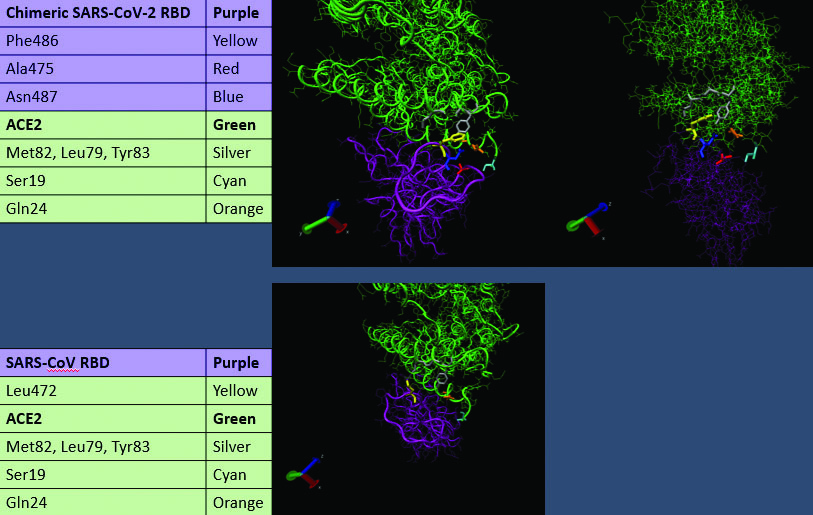 Chimeric SARS-CoV-2 RBD Purple
Phe486 Yellow
Ala475 Red
Asn487 Blue
ACE2 Green
Met82, Leu79, Tyr83 Silver
Ser19 Cyan
Gln24 Orange
SARS-CoV RBD Purple
Leu472 Yellow
ACE2 Green
Met82, Leu79, Tyr83 Silver
Ser19 Cyan
Gln24 Orange